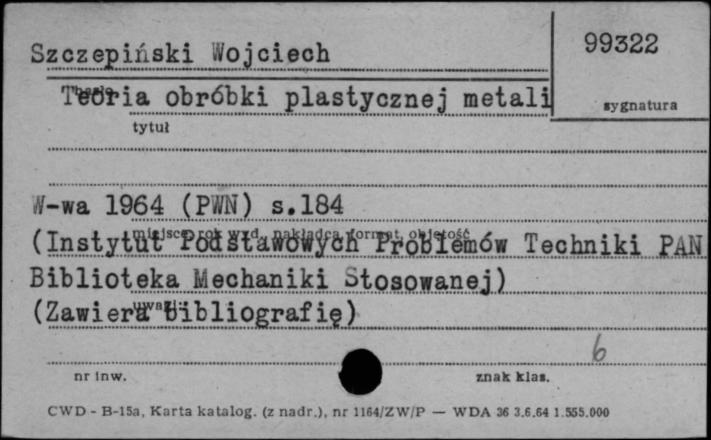 Szczepiński Wojciech
99322
hasło
Teoria obróbki plastycznej metali
sygnatura
tytuł
W-wa 1964 (PWN) s.184
miejsce, rok wyd., nakładca, format, objętość
(Instytut Podstawowych Problemów Techniki PAN
Biblioteka Mechaniki Stosowanej)
uwagi
(Zawiera bibliografię)
6
nr inw.
znak klas.
CWD - B-15a, Karta katalog. (z nadr.), nr 1164/ZW/P — WDA 36 3.6.64 1.555.000